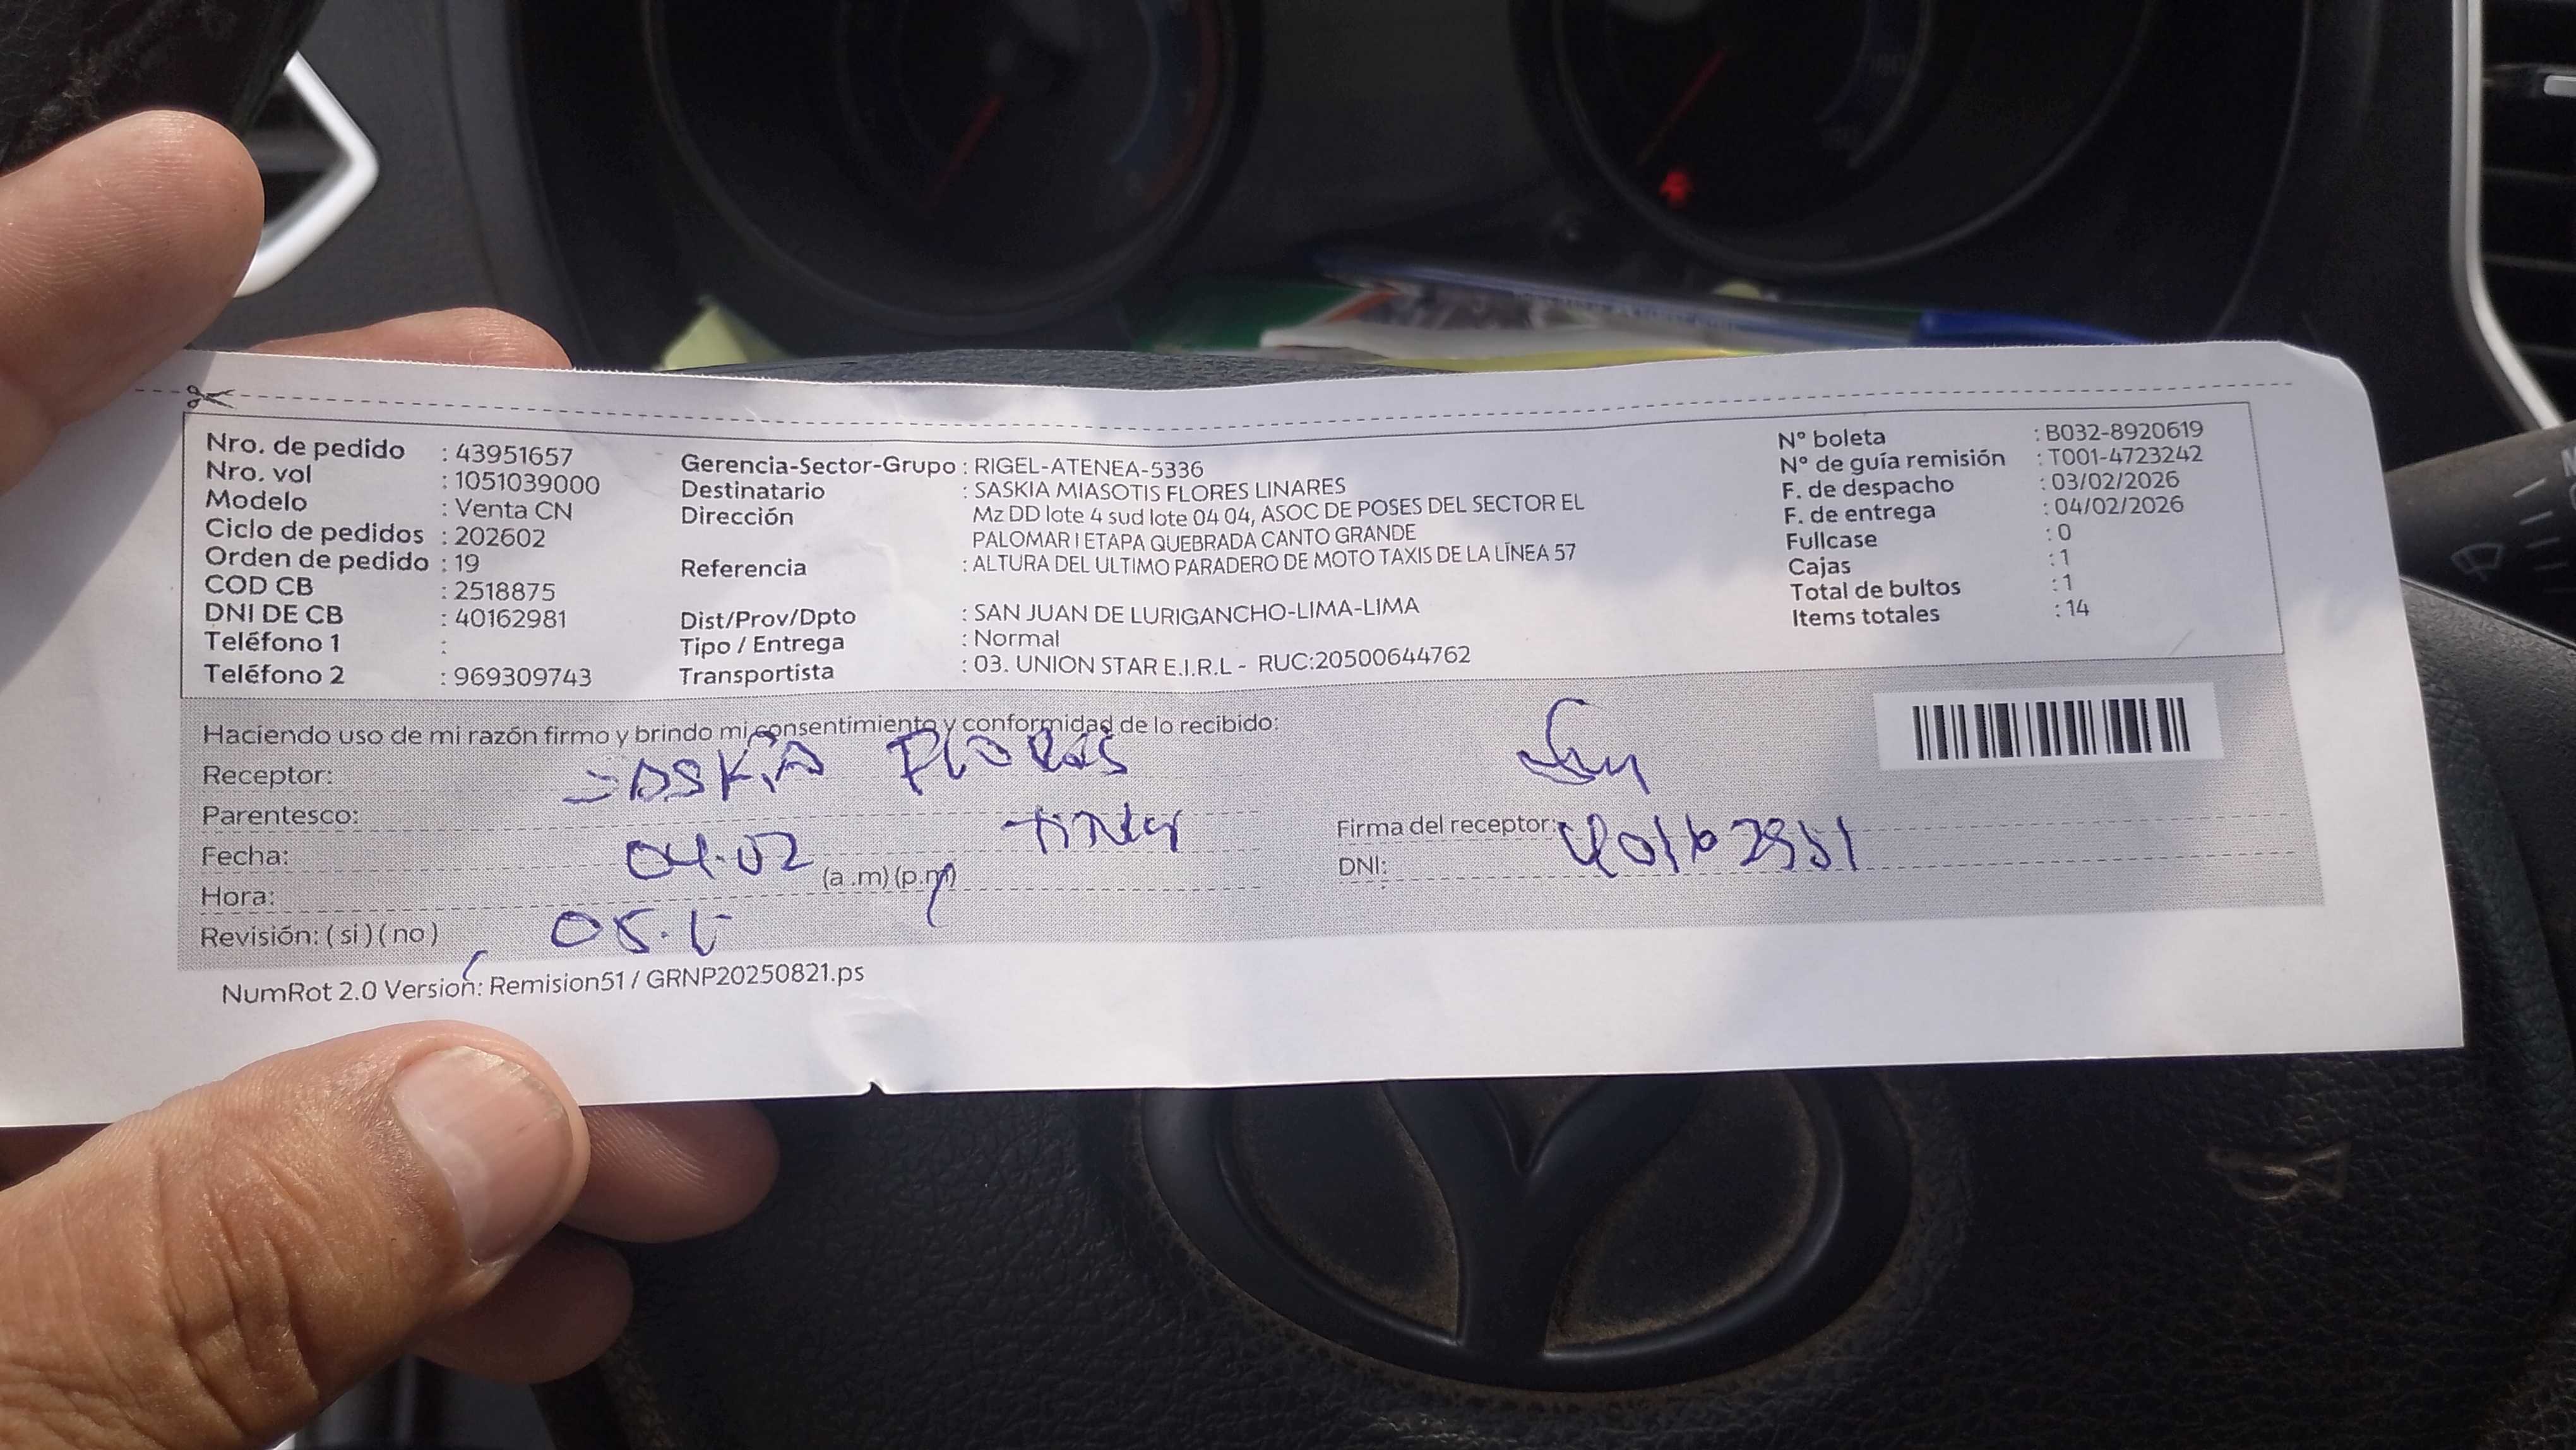 Nro. de pedido : 43951657
Nro. vol : 1051039000
Modelo : Venta CN
Ciclo de pedidos : 202602
Orden de pedido : 19
COD CB : 2518875
DNI DE CB : 40162981
Teléfono 1 :
Teléfono 2 : 969309743
Gerencia-Sector-Grupo : RIGEL-ATENEA-5336
Destinatario : SASKIA MIASOTIS FLORES LINARES
Dirección Mz DD lote 4 sud lote 04 04, ASOC DE POSES DEL SECTOR EL
PALOMAR I ETAPA QUEBRADA CANTO GRANDE
Referencia : ALTURA DEL ULTIMO PARADERO DE MOTO TAXIS DE LA LÍNEA 57
Dist/Prov/Dpto : SAN JUAN DE LURIGANCHO-LIMA-LIMA
Tipo / Entrega : Normal
Transportista : 03. UNION STAR E.I.R.L - RUC:20500644762
N° boleta : B032-8920619
N° de guía remisión : T001-4723242
F. de despacho : 03/02/2026
F. de entrega : 04/02/2026
Fullcase : 0
Cajas : 1
Total de bultos : 1
Items totales : 14
Haciendo uso de mi razón firmo y brindo mi consentimiento y conformidad de lo recibido:
Receptor: SASKIA Flores
Parentesco:
Fecha: 04.02
Hora: (a.m) (p.m)
Revisión: ( si ) ( no )
Firma del receptor:
DNI: 40162981
NumRot 2.0 Version: Remision51 / GRNP20250821.ps